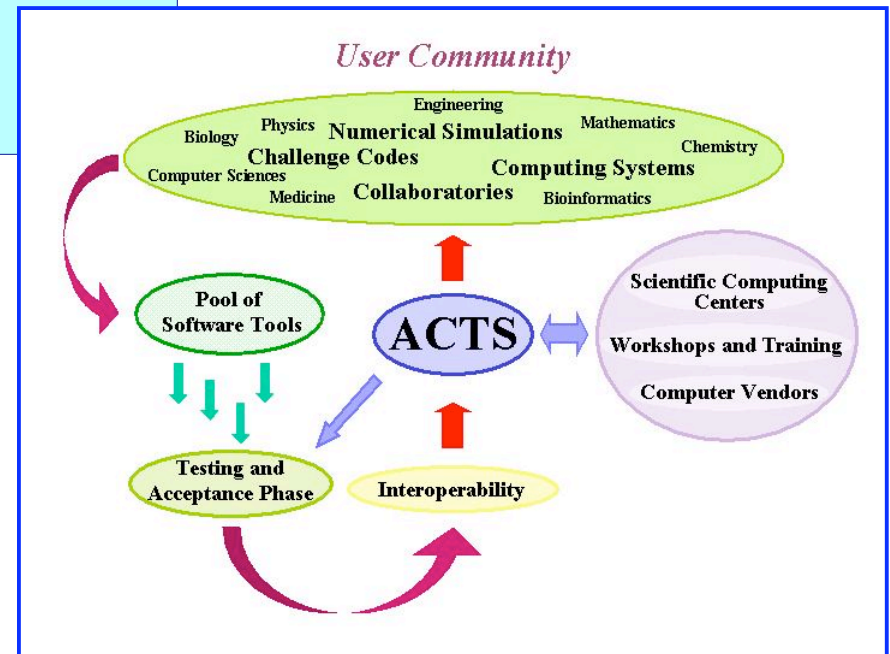 User Community
Engineering
Biology Physics Numerical Simulations Mathematics
Challenge Codes Chemistry
Computer Sciences Computing Systems
Medicine Collaboratories Bioinformatics
Pool of
Software Tools
ACTS
Scientific Computing
Centers
Workshops and Training
Computer Vendors
Testing and
Acceptance Phase
Interoperability